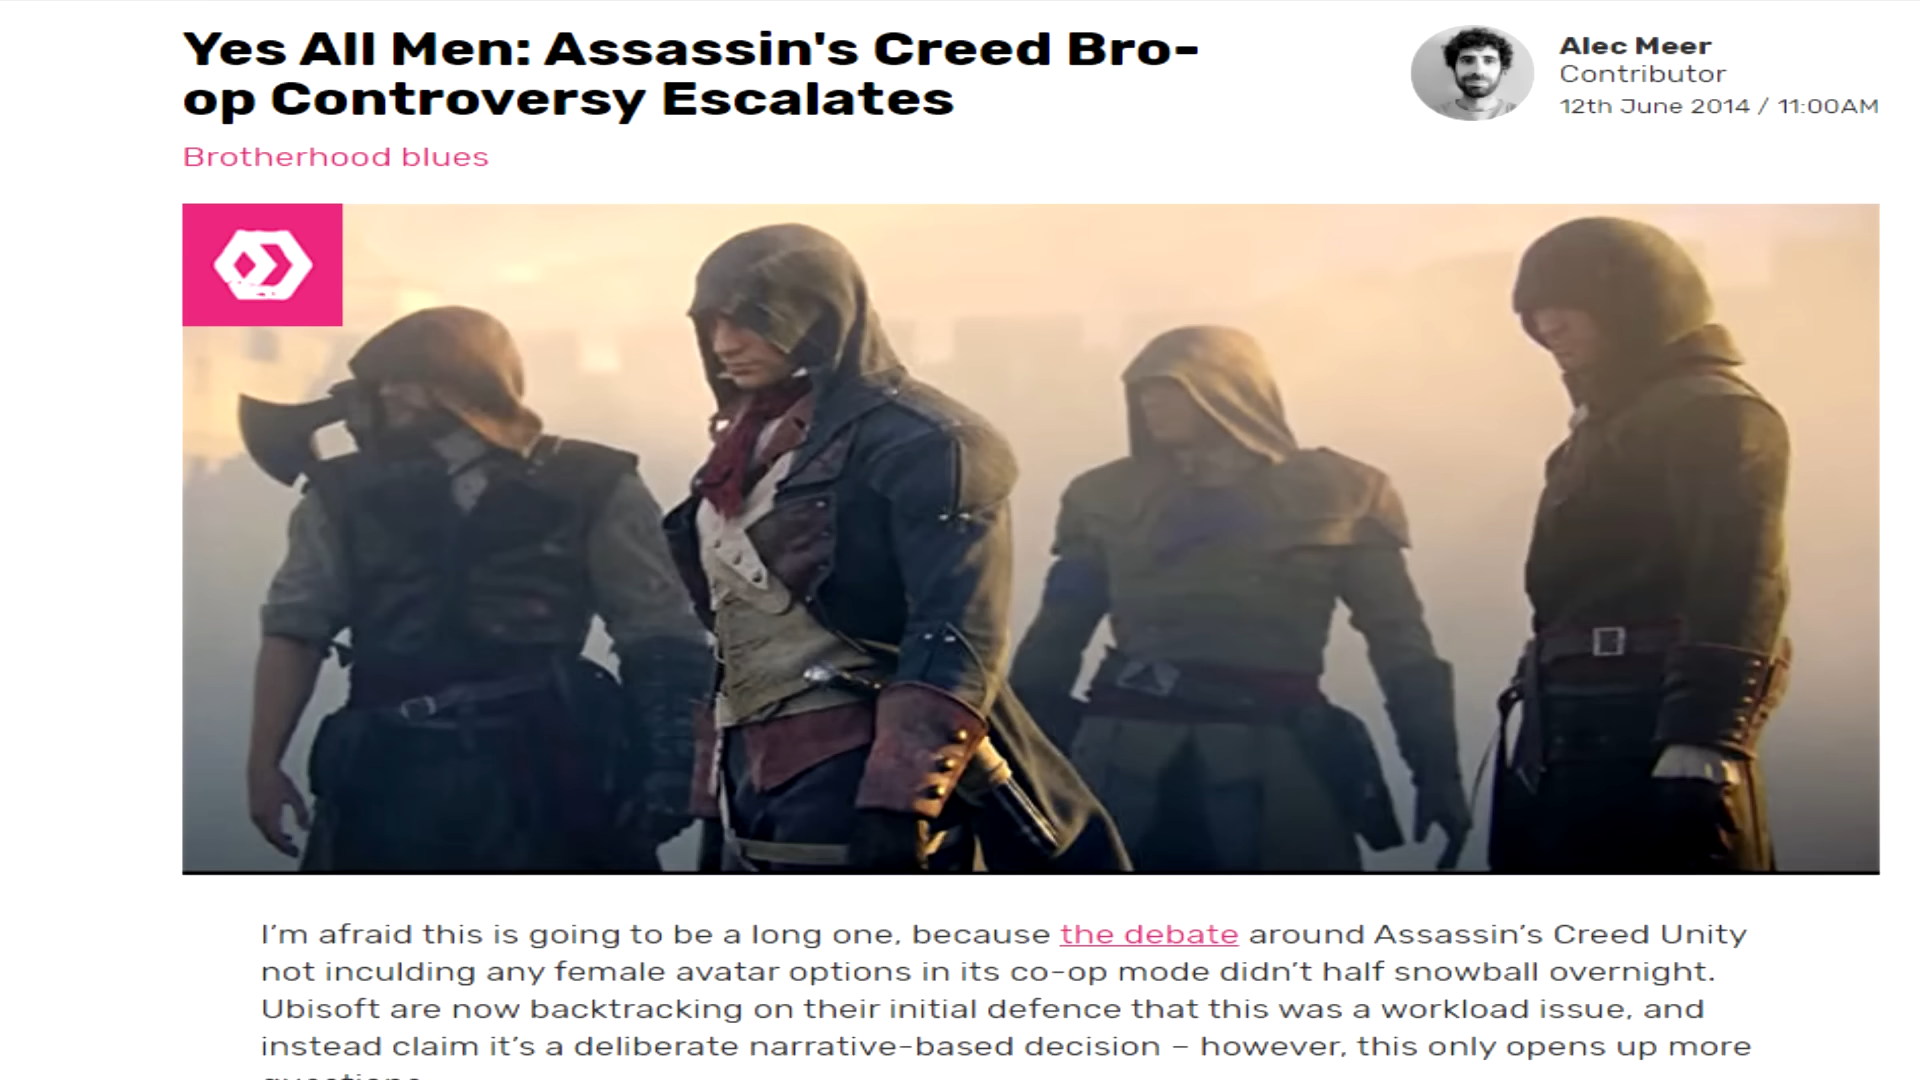 Yes All Men: Assassin's Creed Bro-
op Controversy Escalates
Brotherhood blues
Alec Meer
Contributor
12th June 2014 / 11:00AM
I’m afraid this is going to be a long one, because the debate around Assassin’s Creed Unity
not inculding any female avatar options in its co-op mode didn’t half snowball overnight.
Ubisoft are now backtracking on their initial defence that this was a workload issue, and
instead claim it’s a deliberate narrative-based decision – however, this only opens up more